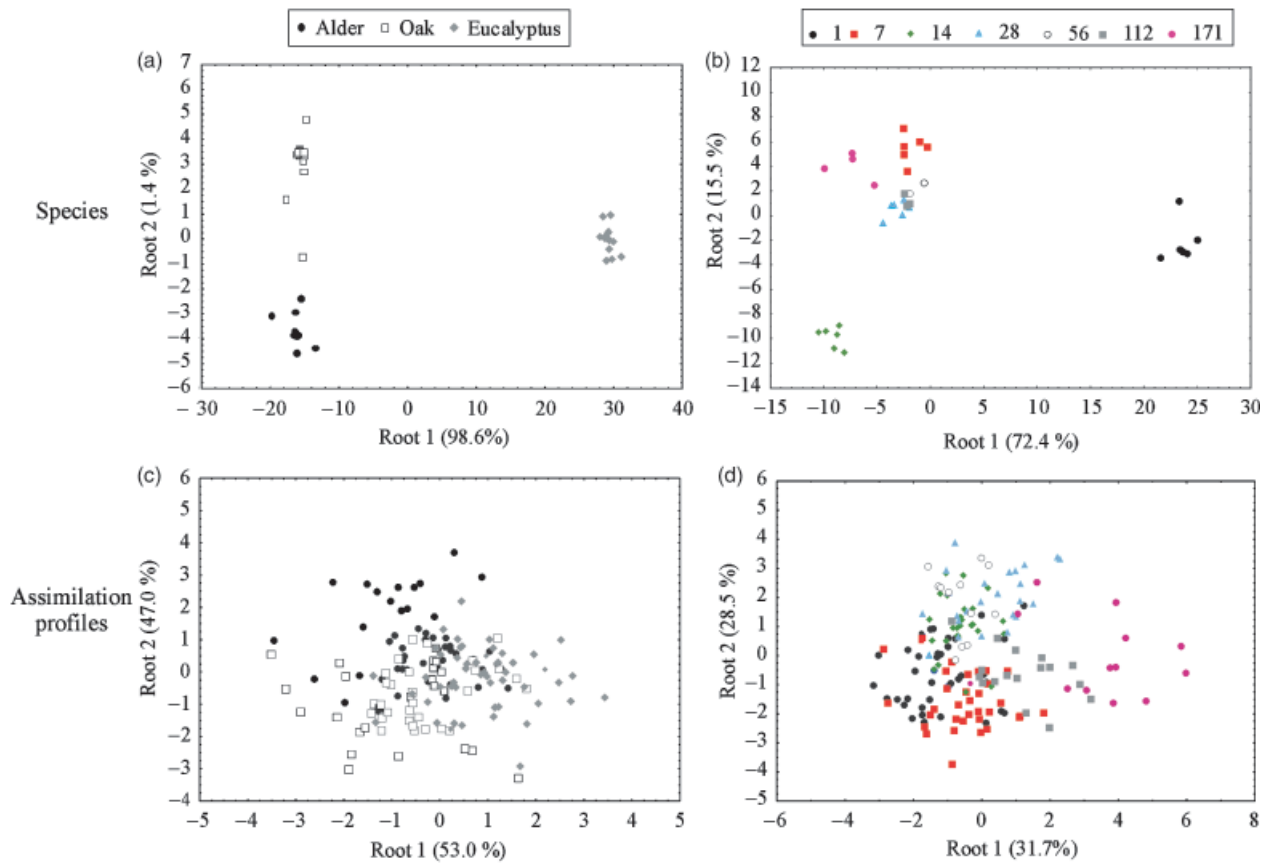 Alder Oak Eucalyptus
1 7 14 28 56 112 171
(a)
7
6
5
4
3
2
1
0
−1
−2
−3
−4
−5
−6
Root 2 (1.4 %)
−30 −20 −10 0 10 20 30 40
Root 1 (98.6%)
(b)
12
10
8
6
4
2
0
−2
−4
−6
−8
−10
−12
−14
Root 2 (15.5 %)
−15 −10 −5 0 5 10 15 20 25 30
Root 1 (72.4 %)
Species
(c)
6
5
4
3
2
1
0
−1
−2
−3
−4
Root 2 (47.0 %)
−5 −4 −3 −2 −1 0 1 2 3 4 5
Root 1 (53.0 %)
(d)
6
5
4
3
2
1
0
−1
−2
−3
−4
−5
Root 2 (28.5 %)
−6 −4 −2 0 2 4 6 8
Root 1 (31.7%)
Assimilation
profiles